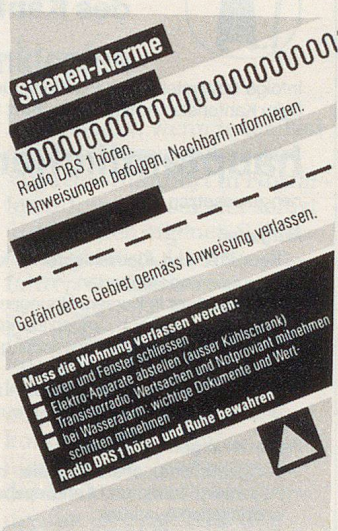 Sirenen-Alarme
Radio DRS 1 hören.
Anweisungen befolgen. Nachbarn informieren.
Gefährdetes Gebiet gemäss Anweisung verlassen.
Muss die Wohnung verlassen werden:
Türen und Fenster schliessen
Elektro-Apparate abstellen (ausser Kühlschrank)
Transistorradio, Wertsachen und Notproviant mitnehmen
bei Wasseralarm: wichtige Dokumente und Wert-
schriften mitnehmen
Radio DRS 1 hören und Ruhe bewahren